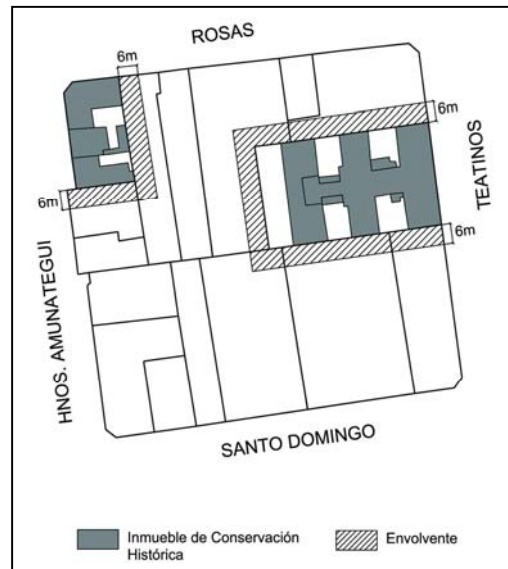 ROSAS
6m
6m
TEATINOS
6m
6m
HNOS. AMUNATEGUI
SANTO DOMINGO
Inmueble de Conservación
Histórica
Envolvente